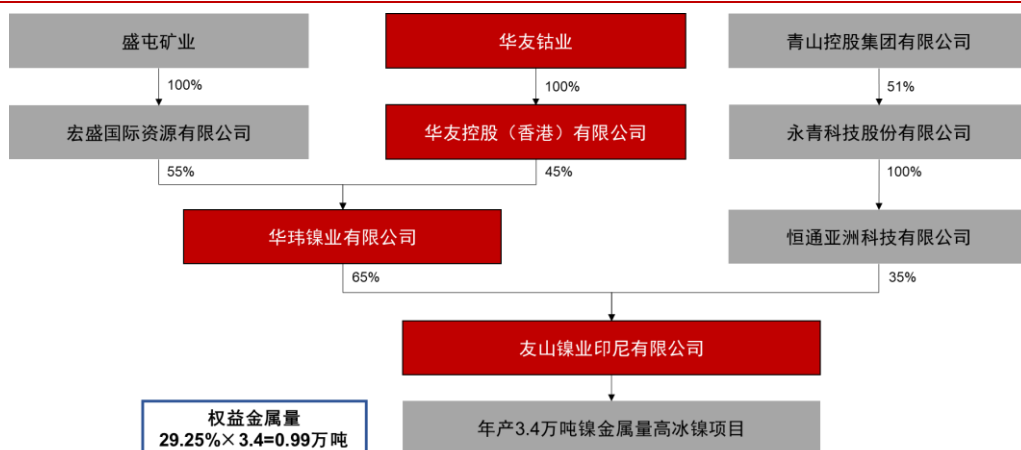 盛屯矿业
华友钴业
青山控股集团有限公司
100%
100%
51%
宏盛国际资源有限公司
华友控股（香港）有限公司
永青科技股份有限公司
55%
45%
100%
华玮镍业有限公司
恒通亚洲科技有限公司
65%
35%
友山镍业印尼有限公司
权益金属量
29.25%×3.4=0.99万吨
年产3.4万吨镍金属量高冰镍项目